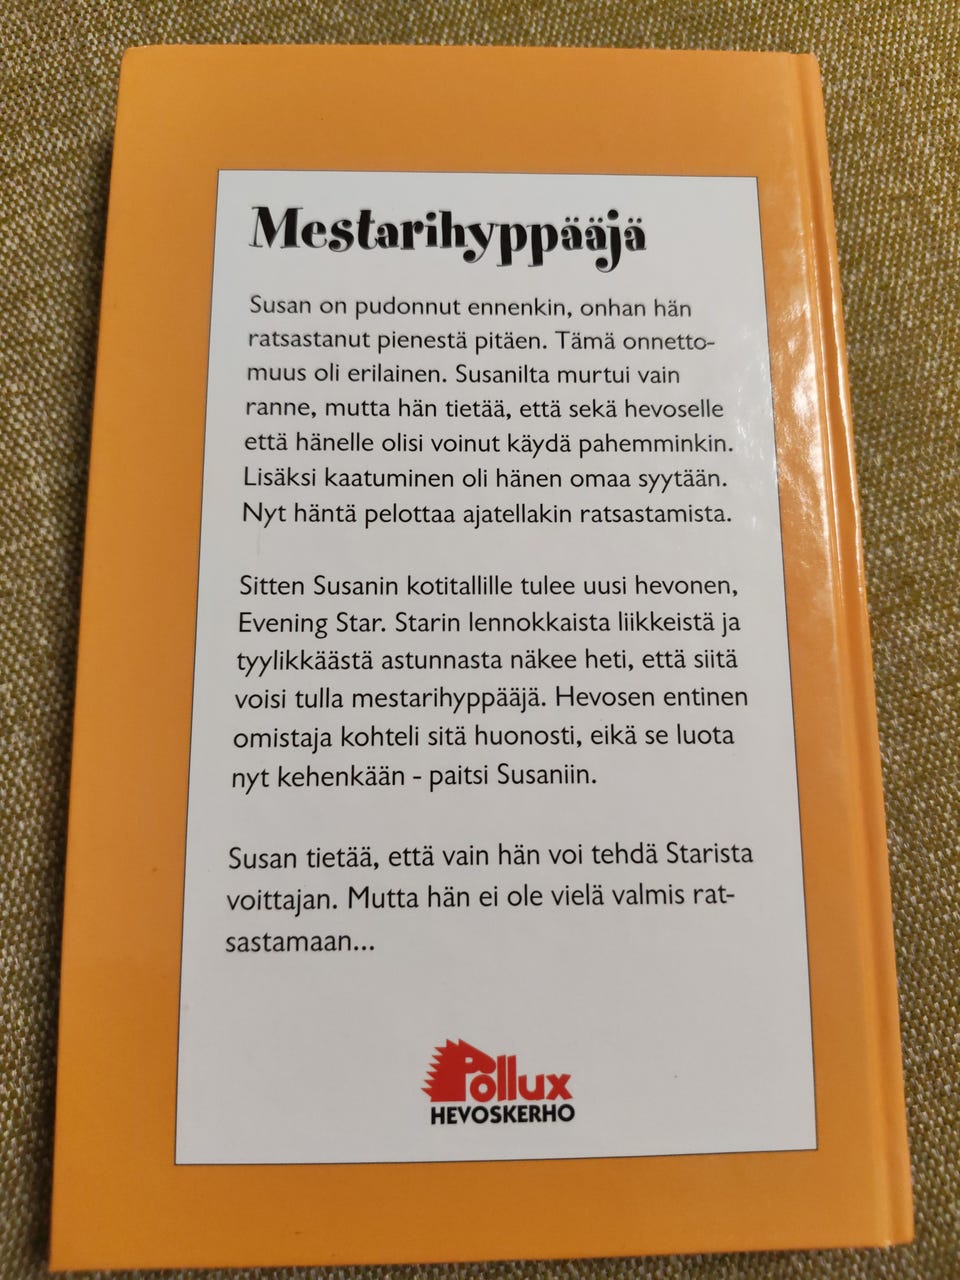 Mestarihyppääjä
Susan on pudonnut ennenkin, onhan hän
ratsastanut pienestä pitäen. Tämä onnetto-
muus oli erilainen. Susanilta murtui vain
ranne, mutta hän tietää, että sekä hevoselle
että hänelle olisi voinut käydä pahemminkin.
Lisäksi kaatuminen oli hänen omaa syytään.
Nyt häntä pelottaa ajatellakin ratsastamista.
Sitten Susanin kotitallille tulee uusi hevonen,
Evening Star. Starin lennokkaista liikkeistä ja
tyylikkäästä astunnasta näkee heti, että siitä
voisi tulla mestarihyppääjä. Hevosen entinen
omistaja kohteli sitä huonosti, eikä se luota
nyt kehenkään - paitsi Susaniin.
Susan tietää, että vain hän voi tehdä Starista
voittajan. Mutta hän ei ole vielä valmis rat-
sastamaan...
Pollux
HEVOSKERHO